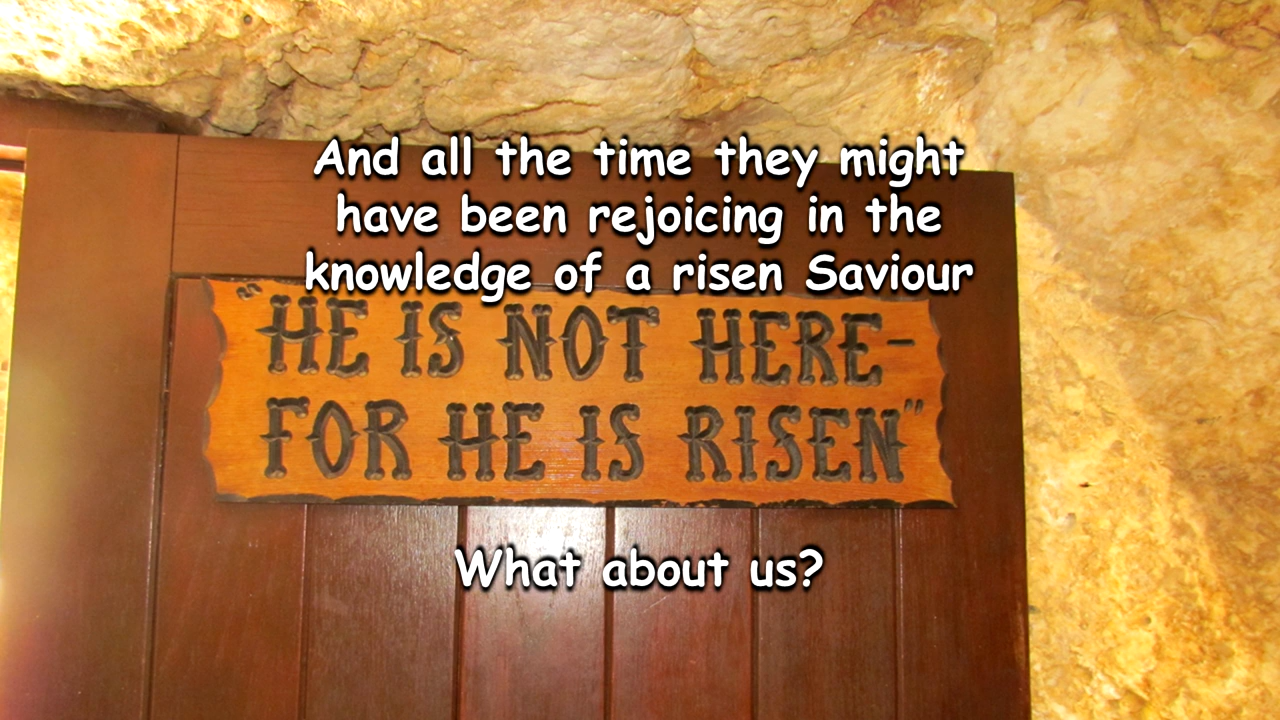 And all the time they might
have been rejoicing in the
knowledge of a risen Saviour
"HE IS NOT HERE-
FOR HE IS RISEN"
What about us?